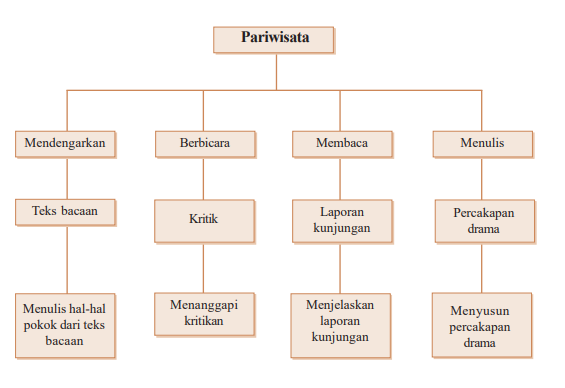 Pariwisata
Mendengarkan
Berbicara
Membaca
Menulis
Teks bacaan
Kritik
Laporan
kunjungan
Percakapan
drama
Menulis hal-hal
pokok dari teks
bacaan
Menanggapi
kritikan
Menjelaskan
laporan
kunjungan
Menyusun
percakapan
drama